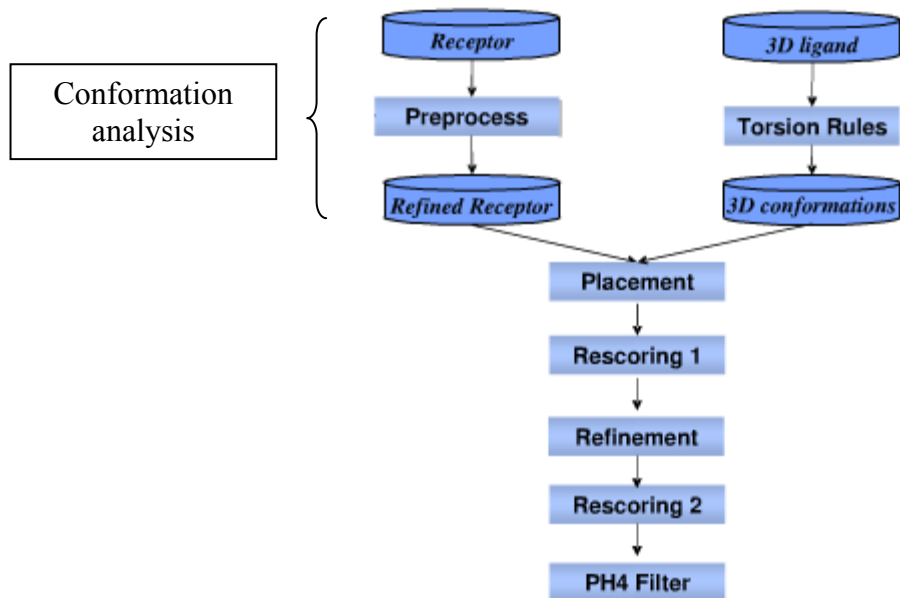 Conformation
analysis
Receptor
3D ligand
Preprocess
Torsion Rules
Refined Receptor
3D conformations
Placement
Rescoring 1
Refinement
Rescoring 2
PH4 Filter